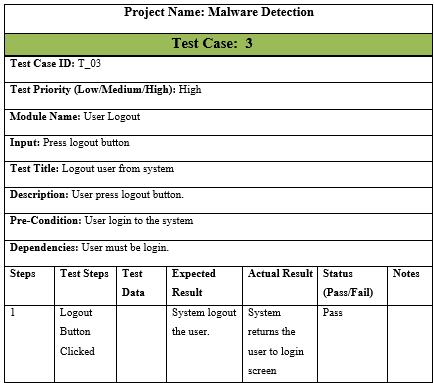 Project Name: Malware Detection
Test Case: 3
Test Case ID: T_03
Test Priority (Low/Medium/High): High
Module Name: User Logout
Input: Press logout button
Test Title: Logout user from system
Description: User press logout button.
Pre-Condition: User login to the system
Dependencies: User must be login.
Steps Test Steps Test Data Expected Result Actual Result Status (Pass/Fail) Notes
1 Logout Button Clicked System logout the user. System returns the user to login screen Pass